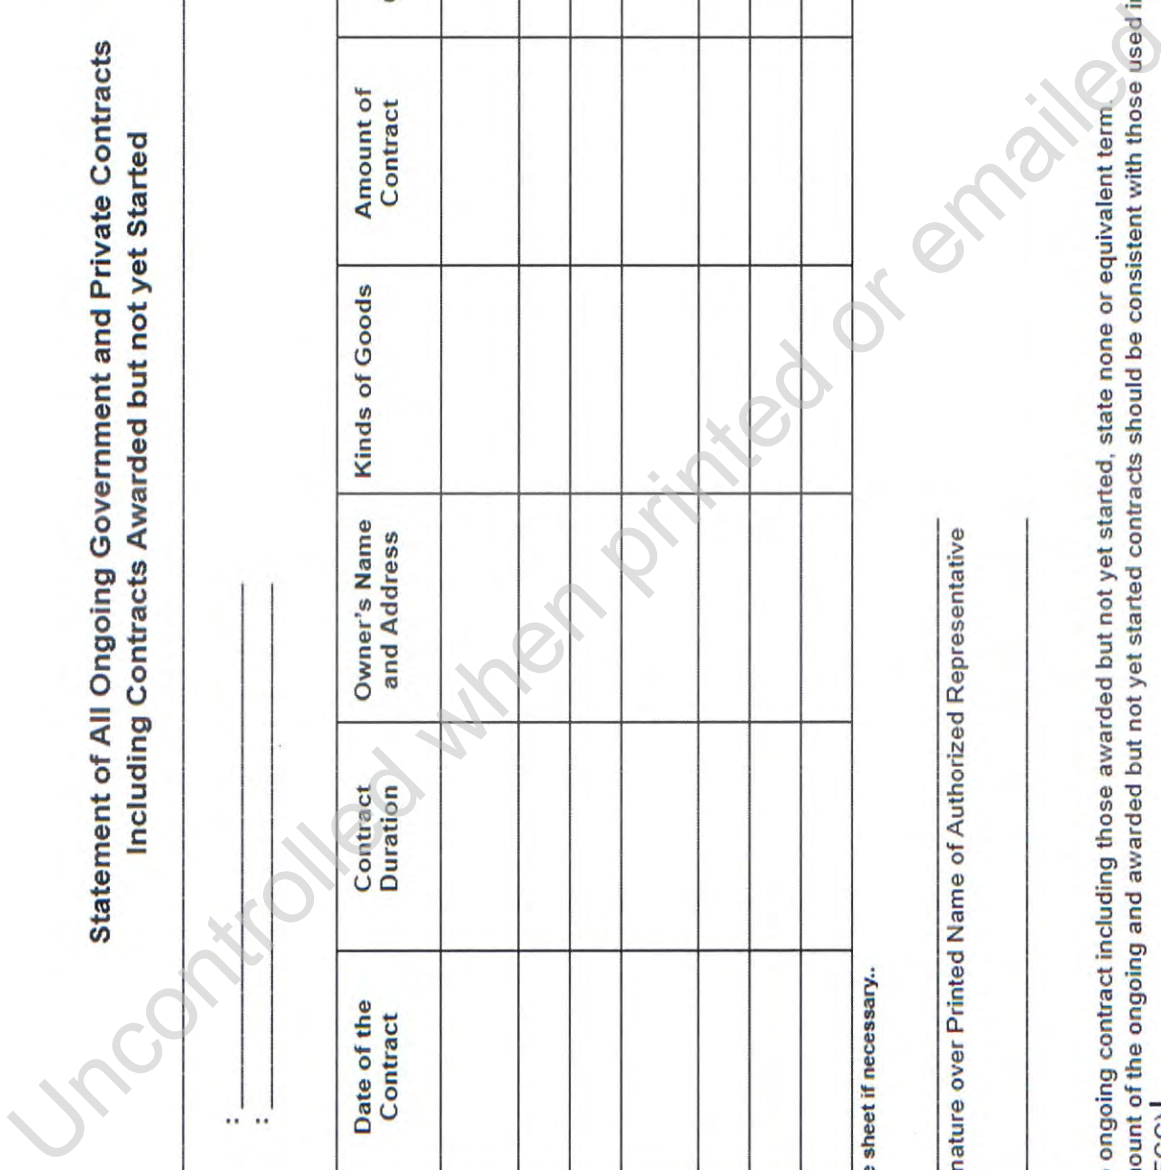 Statement of All Ongoing Government and Private Contracts
Including Contracts Awarded but not yet Started
:
:
Date of the Contract
Contract Duration
Owner's Name and Address
Kinds of Goods
Amount of Contract
sheet if necessary..
over Printed Name of Authorized Representative
ongoing contract including those awarded but not yet started, state none or equivalent term.
of the ongoing and awarded but not yet started contracts should be consistent with those used
Uncontrolled when printed or emailed